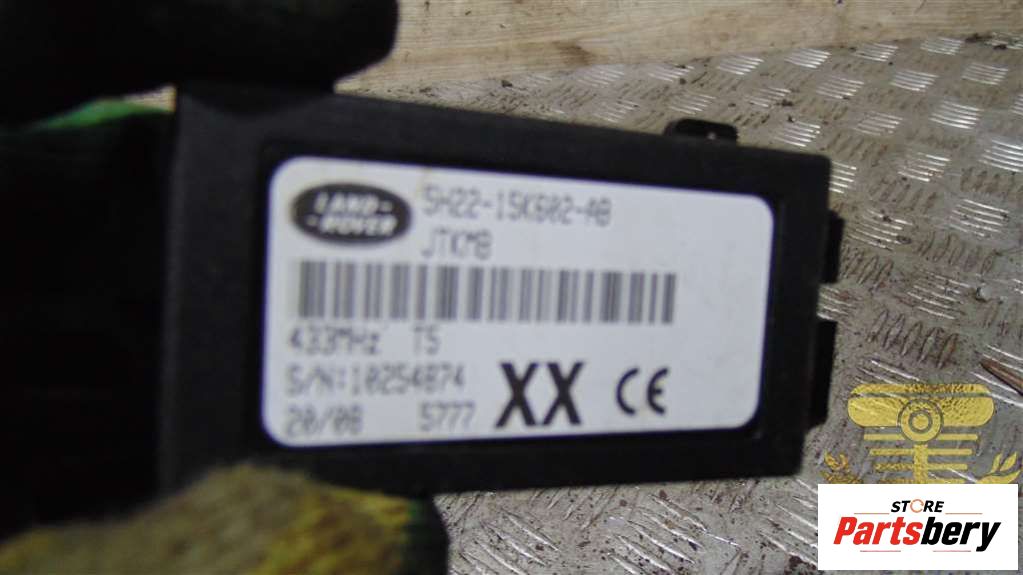 LAND-
-ROVER
5H22-15K602-AB
JTKMB
433MHz T5
S/N:10254874
20/08 5777
XX CE
STORE
Partsbery